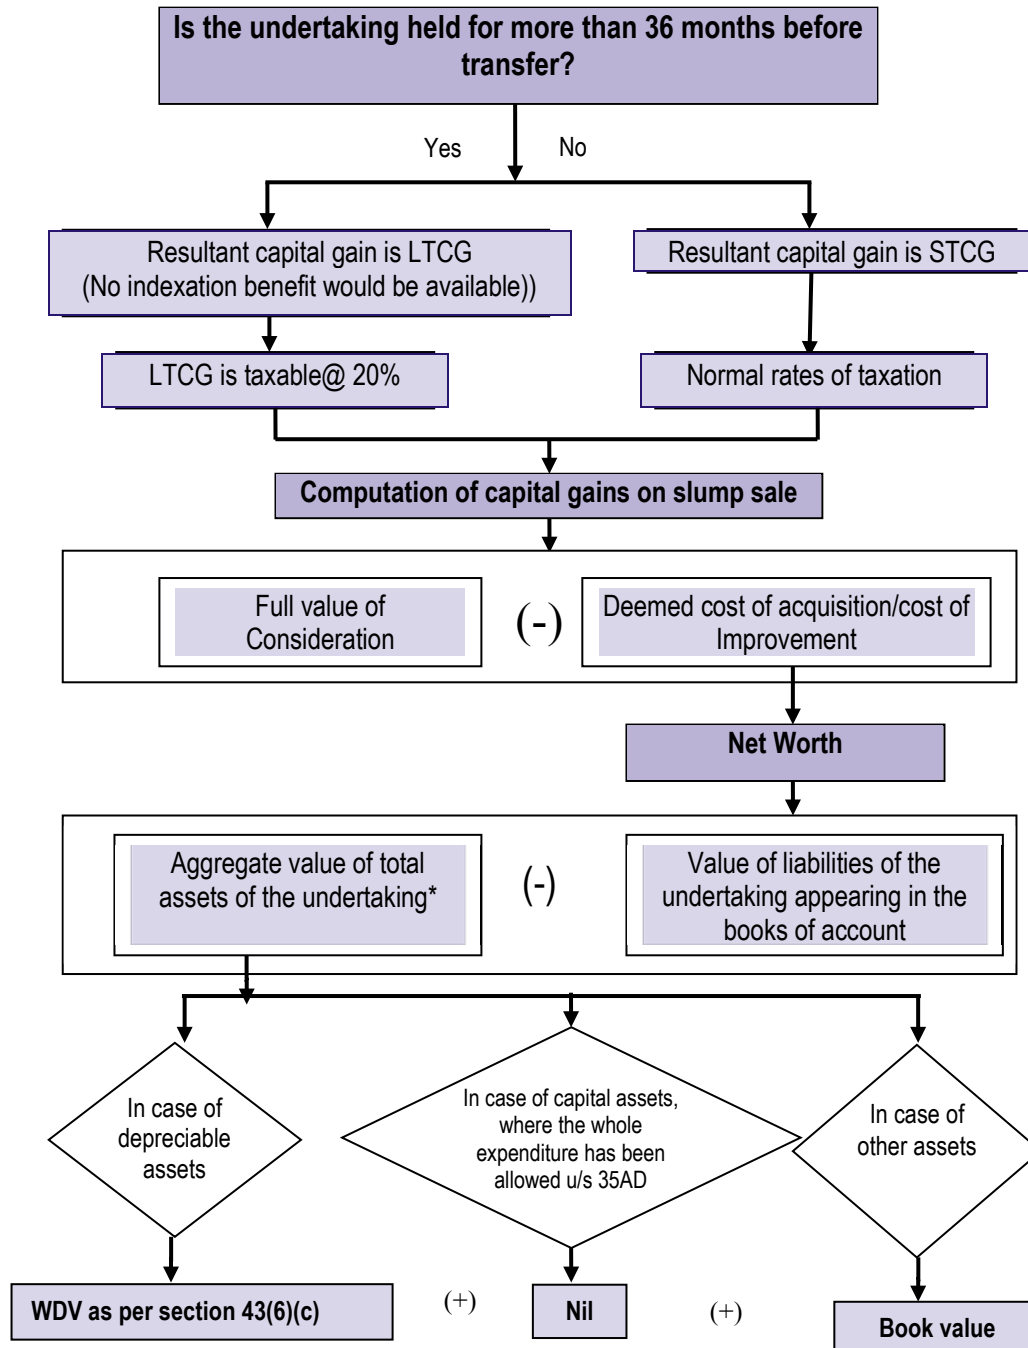 Is the undertaking held for more than 36 months before
transfer?
Yes
No
Resultant capital gain is LTCG
(No indexation benefit would be available))
Resultant capital gain is STCG
LTCG is taxable@ 20%
Normal rates of taxation
Computation of capital gains on slump sale
Full value of
Consideration
(-)
Deemed cost of acquisition/cost of
Improvement
Net Worth
Aggregate value of total
assets of the undertaking*
(-)
Value of liabilities of the
undertaking appearing in the
books of account
In case of
depreciable
assets
In case of capital assets,
where the whole
expenditure has been
allowed u/s 35AD
In case of
other assets
WDV as per section 43(6)(c)
(+)
Nil
(+)
Book value